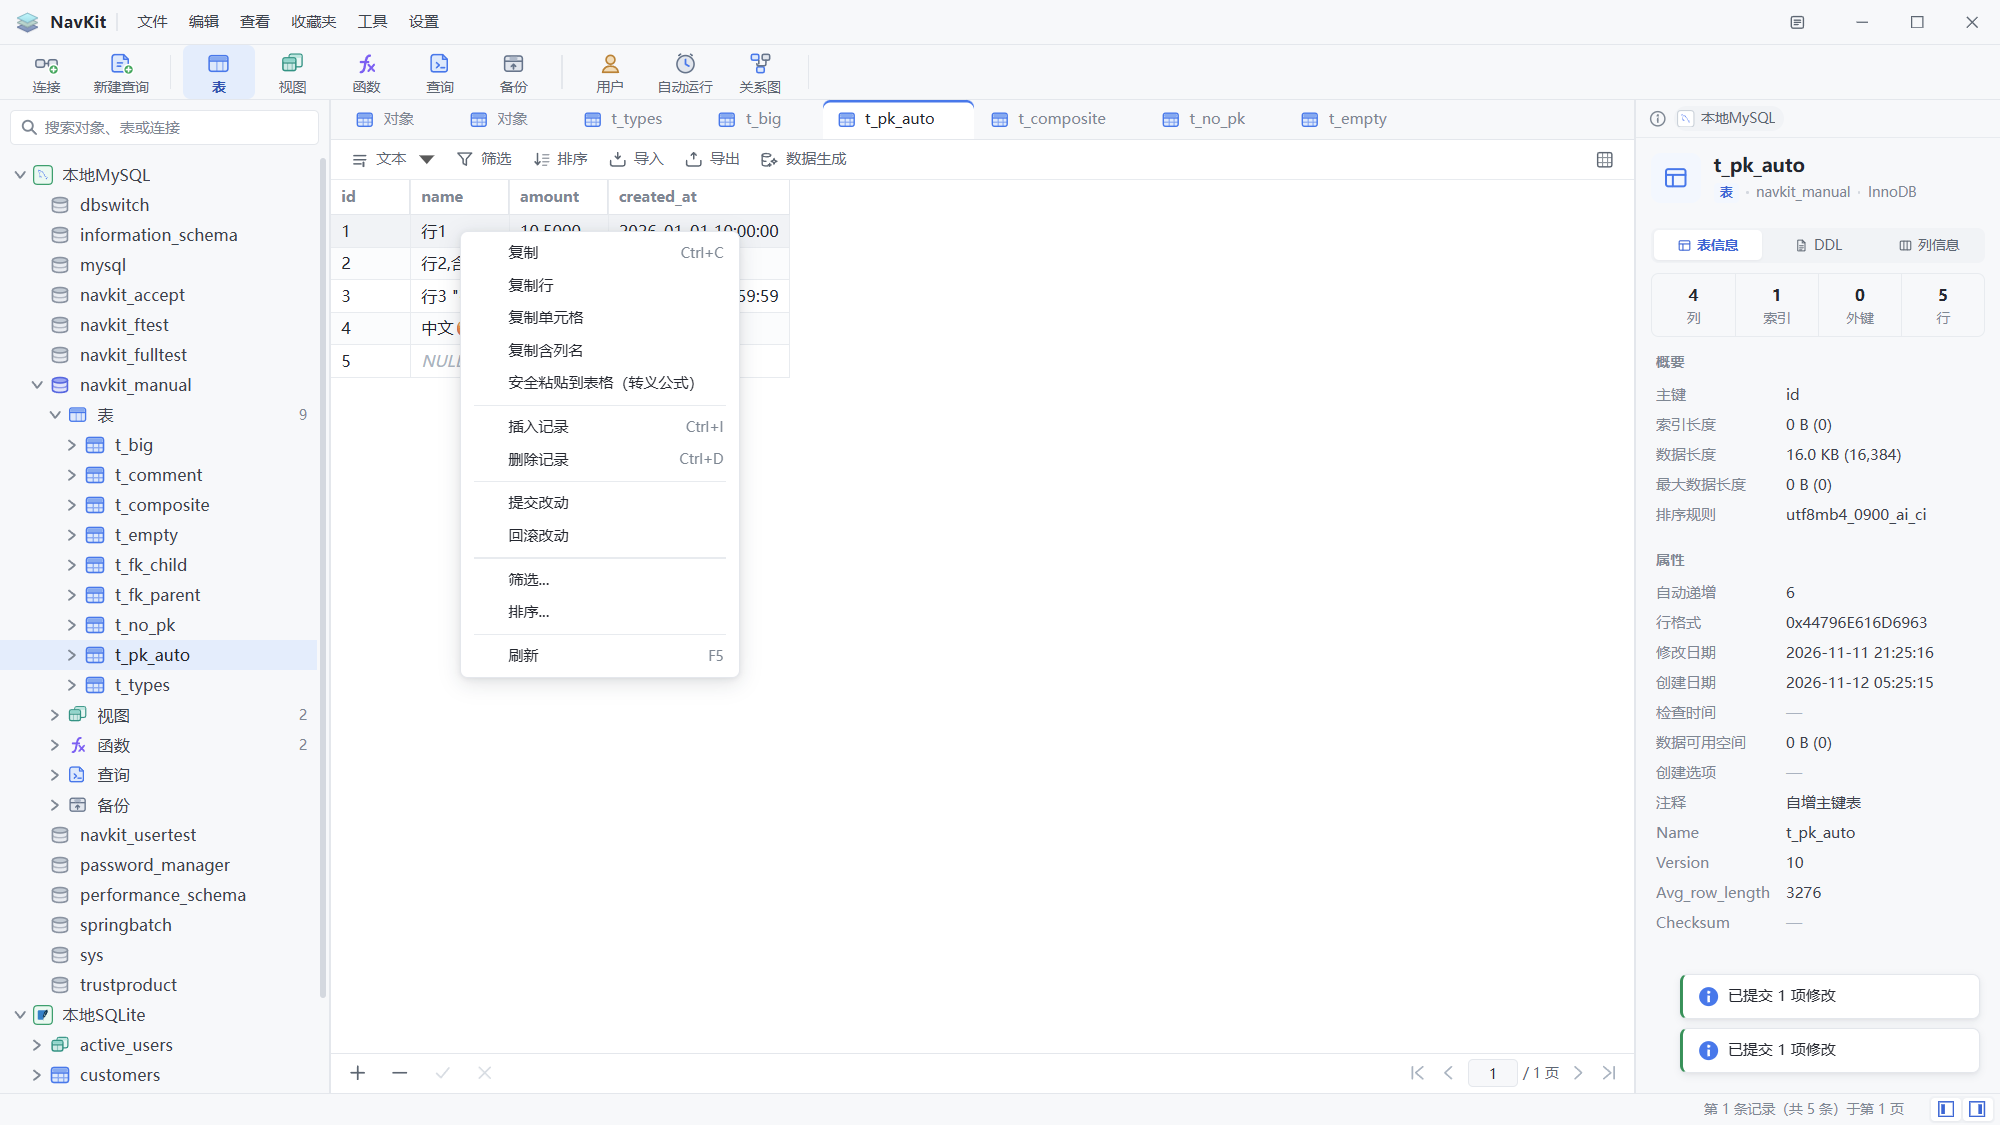 NavKit 文件 编辑 查看 收藏夹 工具 设置
连接 新建查询 表 视图 函数 查询 备份 用户 自动运行 关系图
搜索对象、表或连接
本地MySQL
dbswitch
information_schema
mysql
navkit_accept
navkit_ftest
navkit_fulltest
navkit_manual
表 9
t_big
t_comment
t_composite
t_empty
t_fk_child
t_fk_parent
t_no_pk
t_pk_auto
t_types
视图 2
函数 2
查询
备份
navkit_usertest
password_manager
performance_schema
springbatch
sys
trustproduct
本地SQLite
active_users
customers
对象 对象 t_types t_big t_pk_auto t_composite t_no_pk t_empty
文本 筛选 排序 导入 导出 数据生成
id name amount created_at
1 行1 10.5000 2026-01-01 10:00:00
2 行2,含
3 行3 " 59:59
4 中文
5 NULL
复制 Ctrl+C
复制行
复制单元格
复制含列名
安全粘贴到表格（转义公式）
插入记录 Ctrl+I
删除记录 Ctrl+D
提交改动
回滚改动
筛选...
排序...
刷新 F5
1 / 1 页
本地MySQL
t_pk_auto
表 · navkit_manual · InnoDB
表信息 DDL 列信息
4 1 0 5
列 索引 外键 行
概要
主键 id
索引长度 0 B (0)
数据长度 16.0 KB (16,384)
最大数据长度 0 B (0)
排序规则 utf8mb4_0900_ai_ci
属性
自动递增 6
行格式 0x44796E616D6963
修改日期 2026-11-11 21:25:16
创建日期 2026-11-12 05:25:15
检查时间 —
数据可用空间 0 B (0)
创建选项 —
注释 自增主键表
Name t_pk_auto
Version 10
Avg_row_length 3276
Checksum —
已提交 1 项修改
已提交 1 项修改
第 1 条记录（共 5 条）于第 1 页